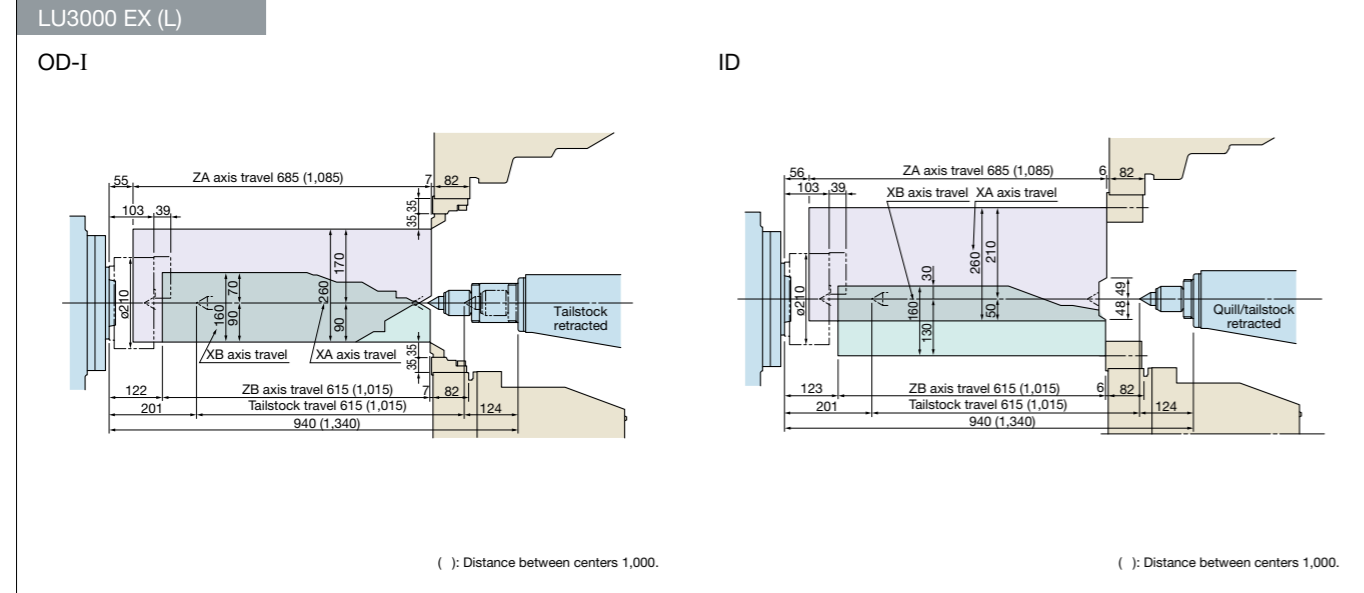 LU3000 EX (L)
OD-I
55
ZA axis travel 685 (1,085)
7
82
103
39
35
35
ø210
160
70
90
260
170
90
Tailstock
retracted
XB axis travel
XA axis travel
35
35
122
ZB axis travel 615 (1,015)
7
82
201
Tailstock travel 615 (1,015)
124
940 (1,340)
( ): Distance between centers 1,000.
ID
56
ZA axis travel 685 (1,085)
6
82
103
39
XB axis travel
XA axis travel
ø210
160
30
130
260
210
50
49
48
Quill/tailstock
retracted
123
ZB axis travel 615 (1,015)
6
82
201
Tailstock travel 615 (1,015)
124
940 (1,340)
( ): Distance between centers 1,000.